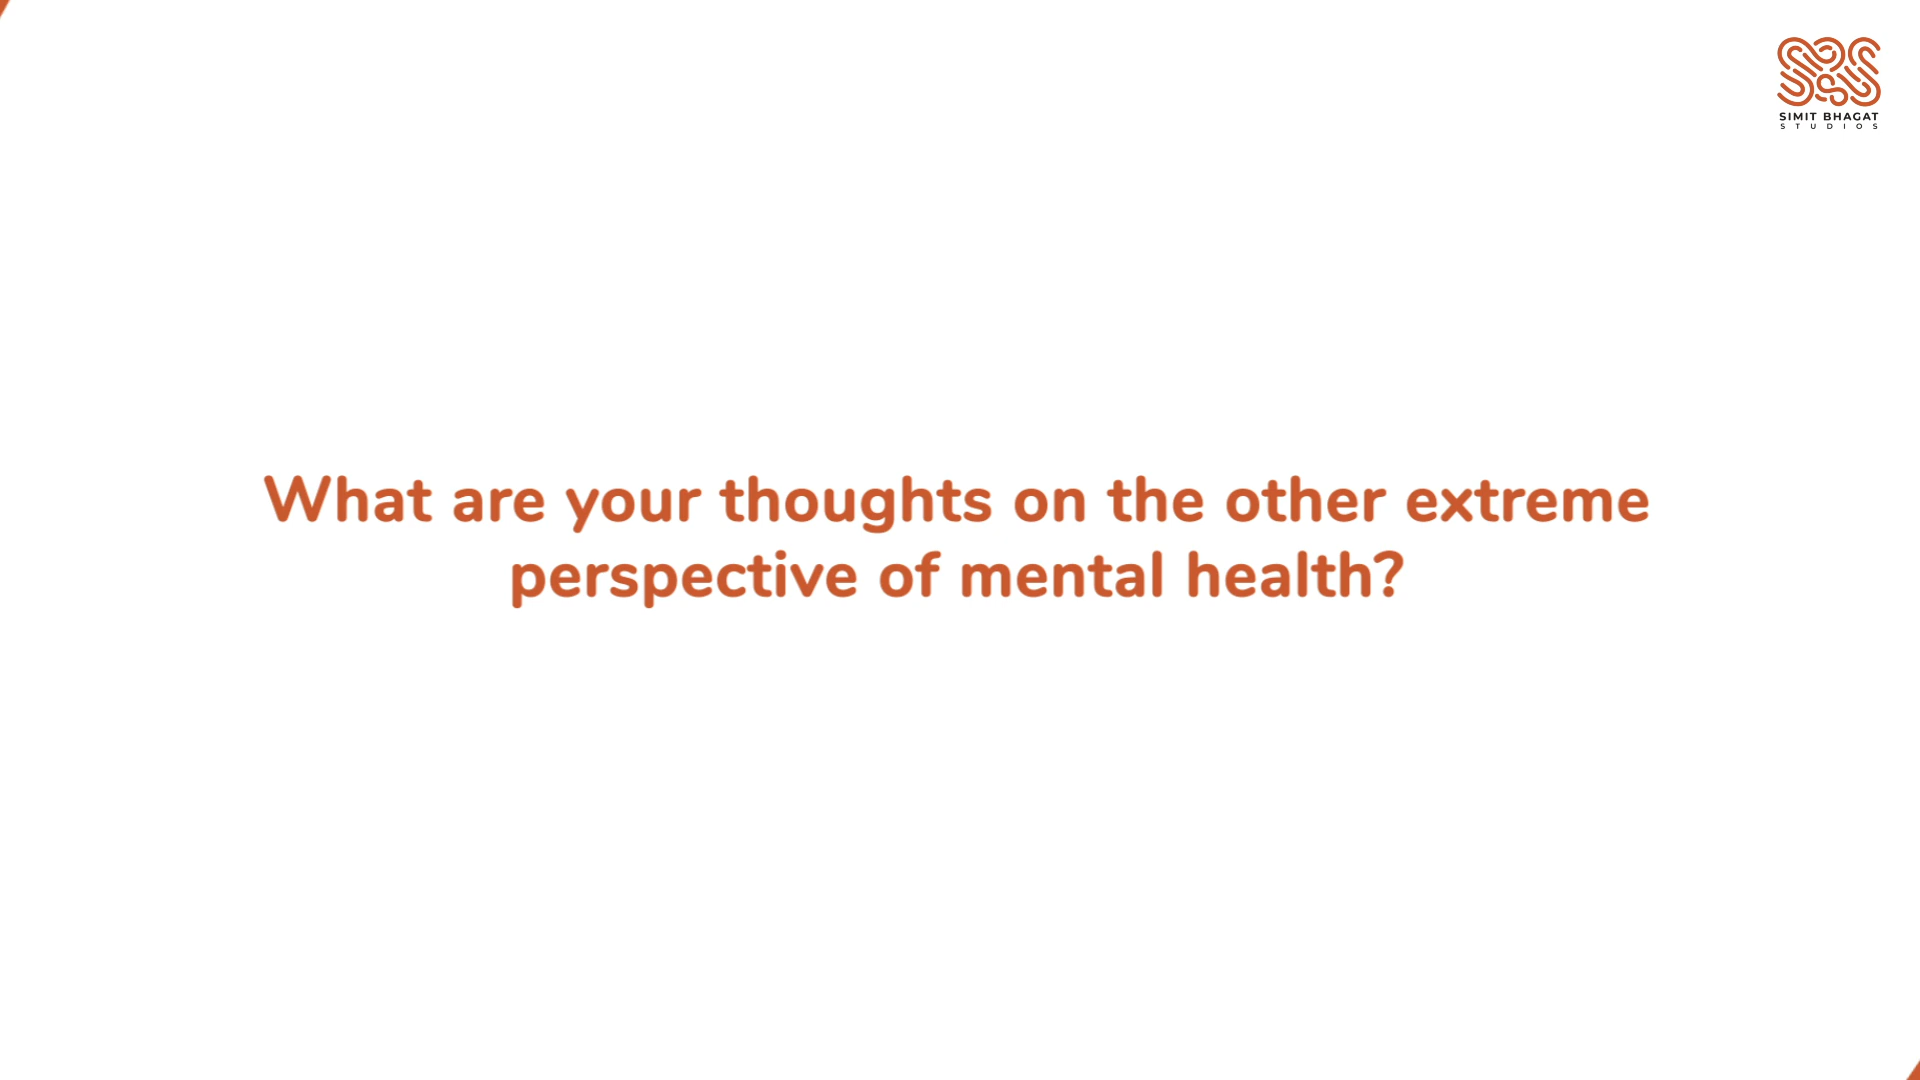 SIMIT BHAGAT
STUDIOS
What are your thoughts on the other extreme
perspective of mental health?